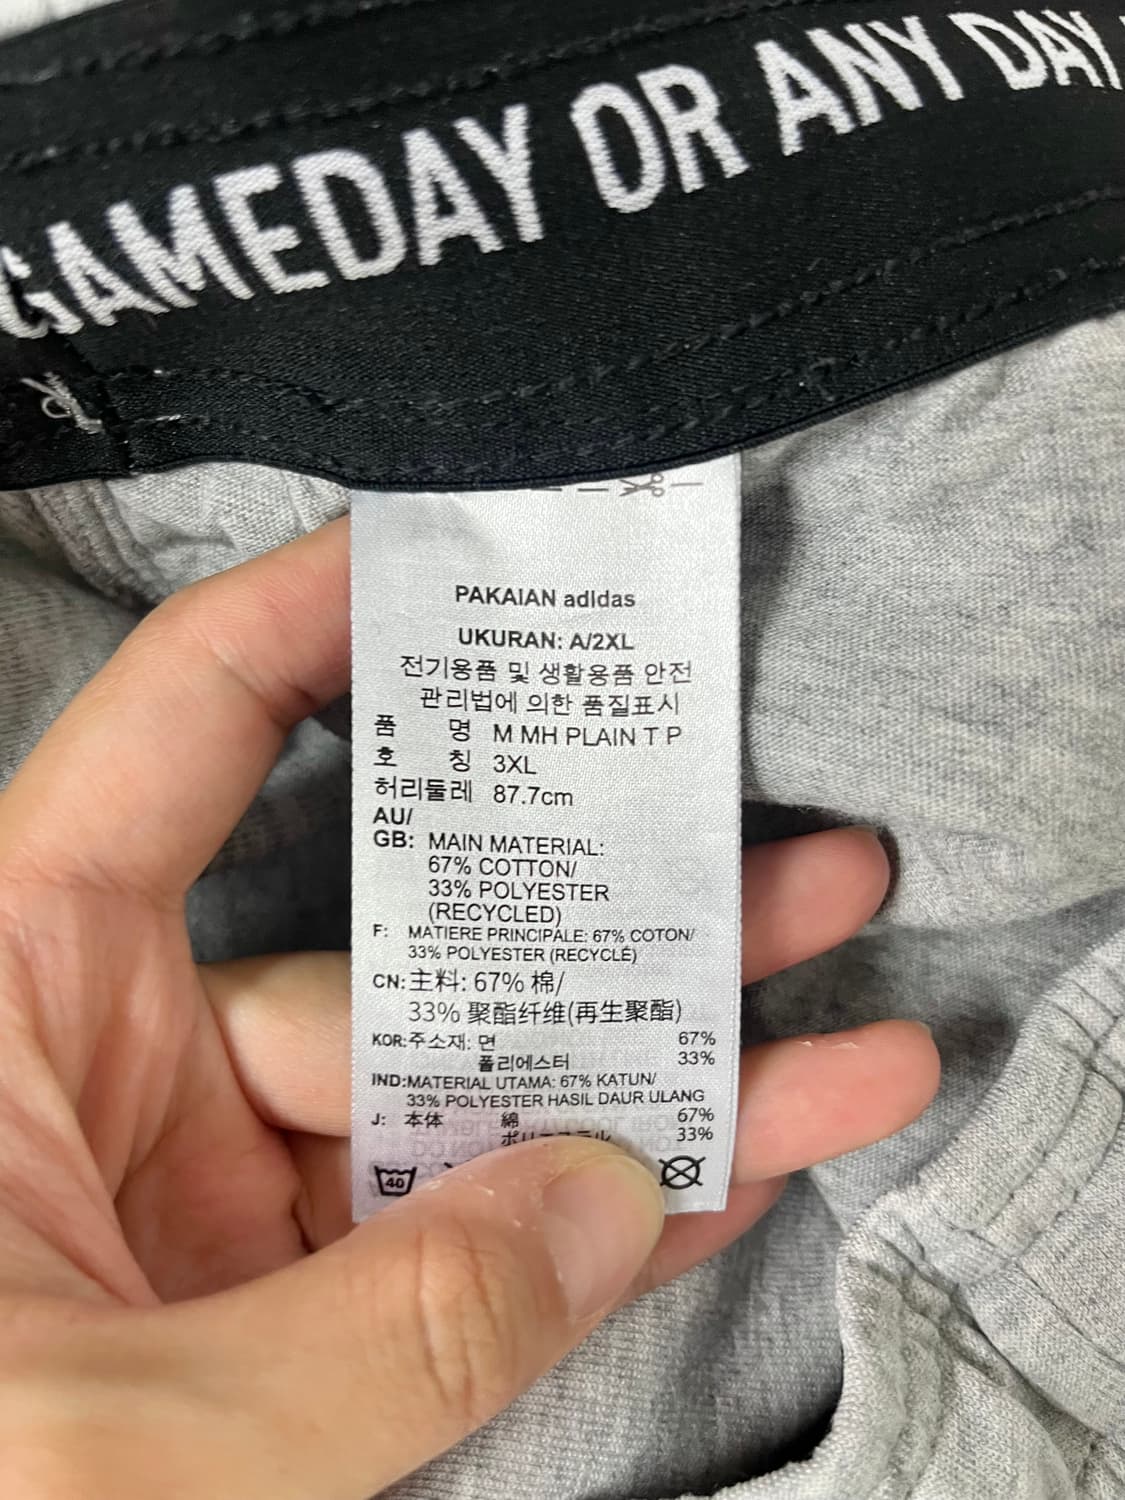 GAMEDAY OR ANY DAY
PAKAIAN adidas
UKURAN: A/2XL
전기용품 및 생활용품 안전
관리법에 의한 품질표시
품 명 M MH PLAIN T P
호 칭 3XL
허리둘레 87.7cm
AU/
GB: MAIN MATERIAL:
67% COTTON/
33% POLYESTER
(RECYCLED)
F: MATIERE PRINCIPALE: 67% COTON/
33% POLYESTER (RECYCLÉ)
CN: 主料: 67% 棉/
33% 聚酯纤维(再生聚酯)
KOR: 주소재: 면 67%
폴리에스터 33%
IND: MATERIAL UTAMA: 67% KATUN/
33% POLYESTER HASIL DAUR ULANG
J: 本体 綿 67%
33%
40